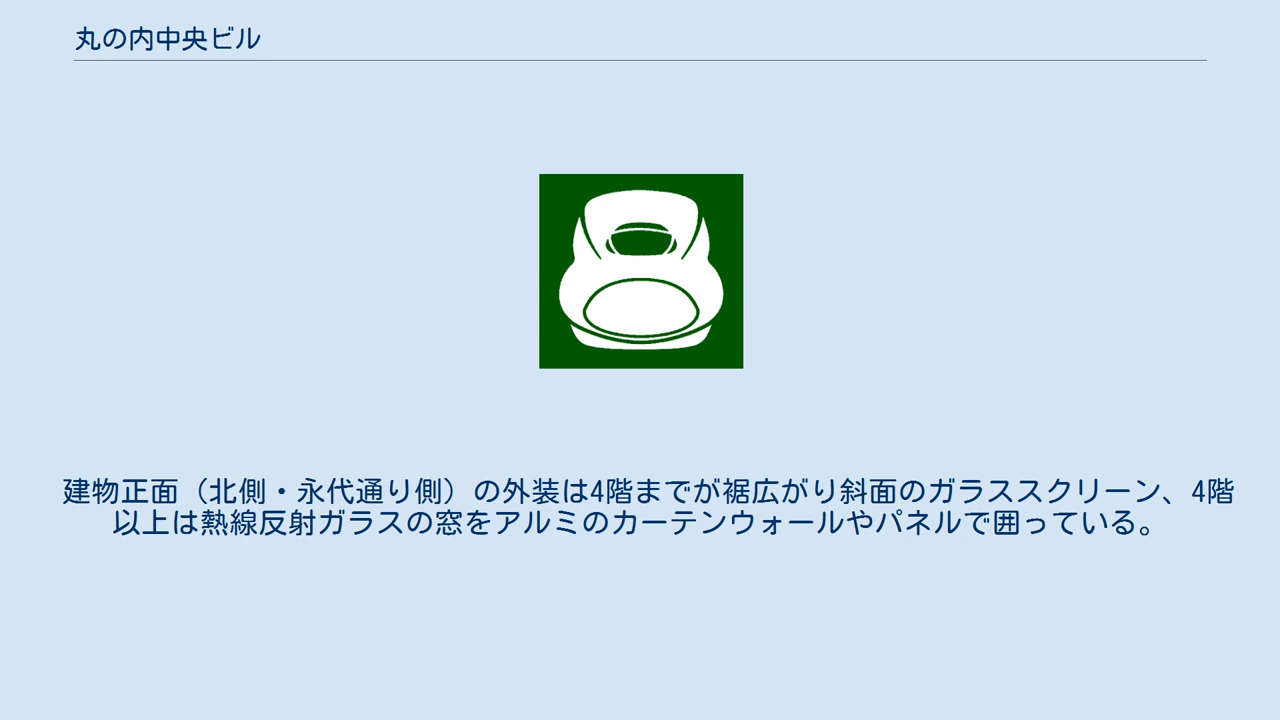 丸の内中央ビル
建物正面（北側・永代通り側）の外装は4階までが裾広がり斜面のガラススクリーン、4階
以上は熱線反射ガラスの窓をアルミのカーテンウォールやパネルで囲っている。